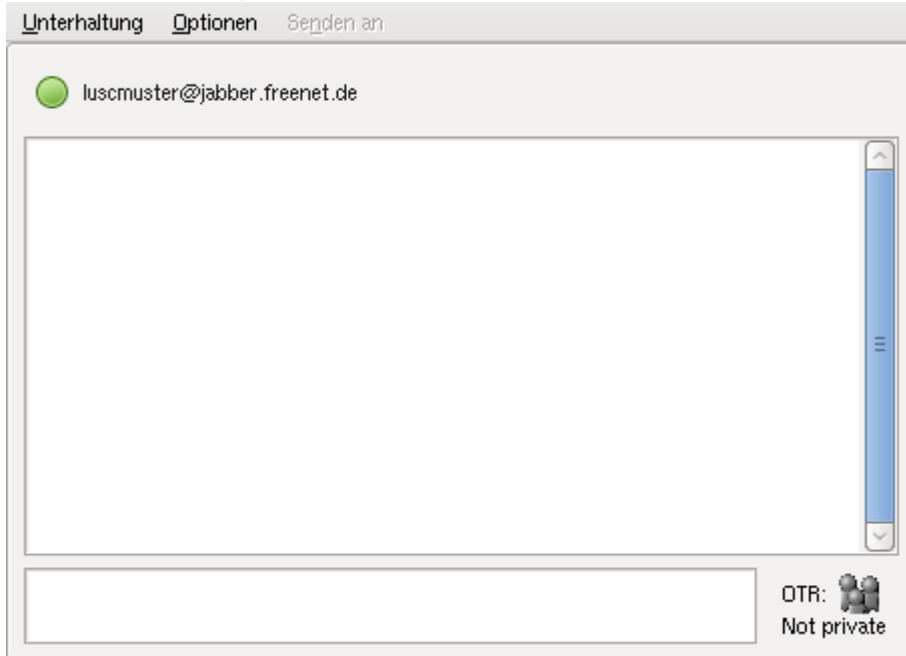 Unterhaltung Optionen Senden an
luscmuster@jabber.freenet.de
OTR:
Not private